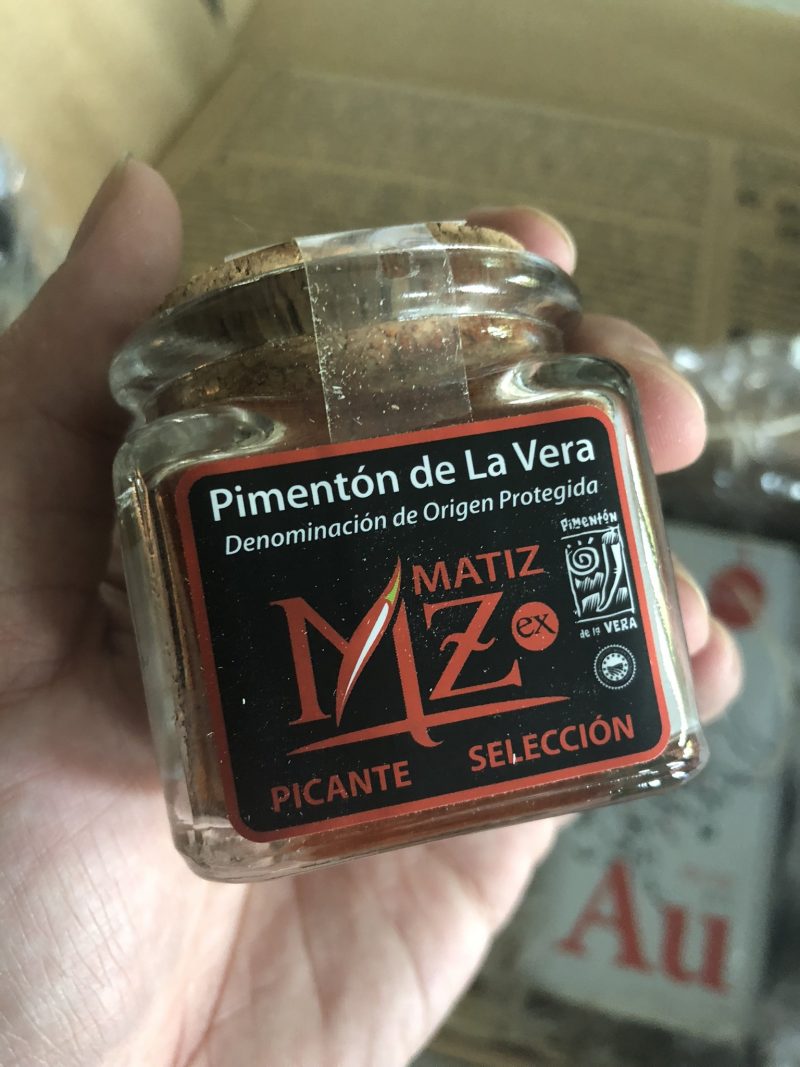 Pimentón de La Vera
Denominación de Origen Protegida
MATIZ
MZ
ex
PIMENTÓN
de la VERA
PICANTE SELECCIÓN
Au